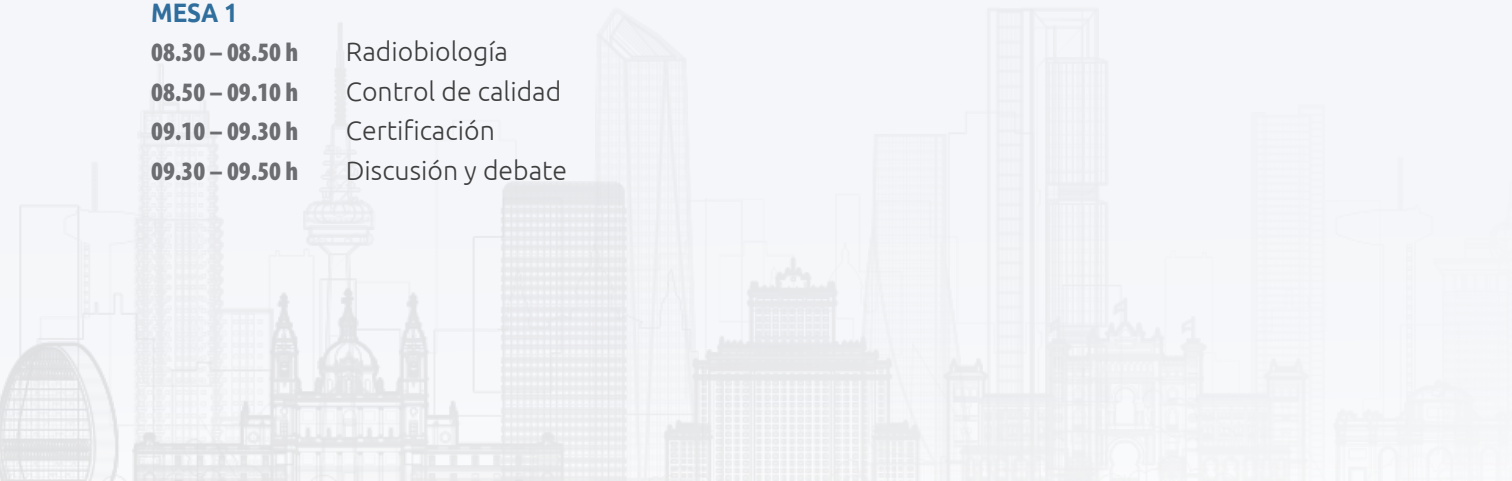 MESA 1
08.30 – 08.50 h Radiobiología
08.50 – 09.10 h Control de calidad
09.10 – 09.30 h Certificación
09.30 – 09.50 h Discusión y debate